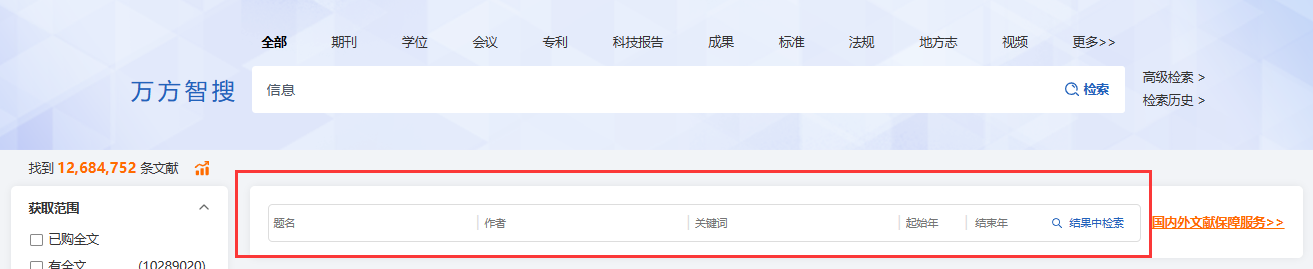 全部 期刊 学位 会议 专利 科技报告 成果 标准 法规 地方志 视频 更多>>
万方智搜 信息 检索
高级检索 >
检索历史 >
找到 12,684,752 条文献
获取范围
题名 作者 关键词 起始年 结束年 结果中检索 国内外文献保障服务>>
已购全文
有全文 (10289020)